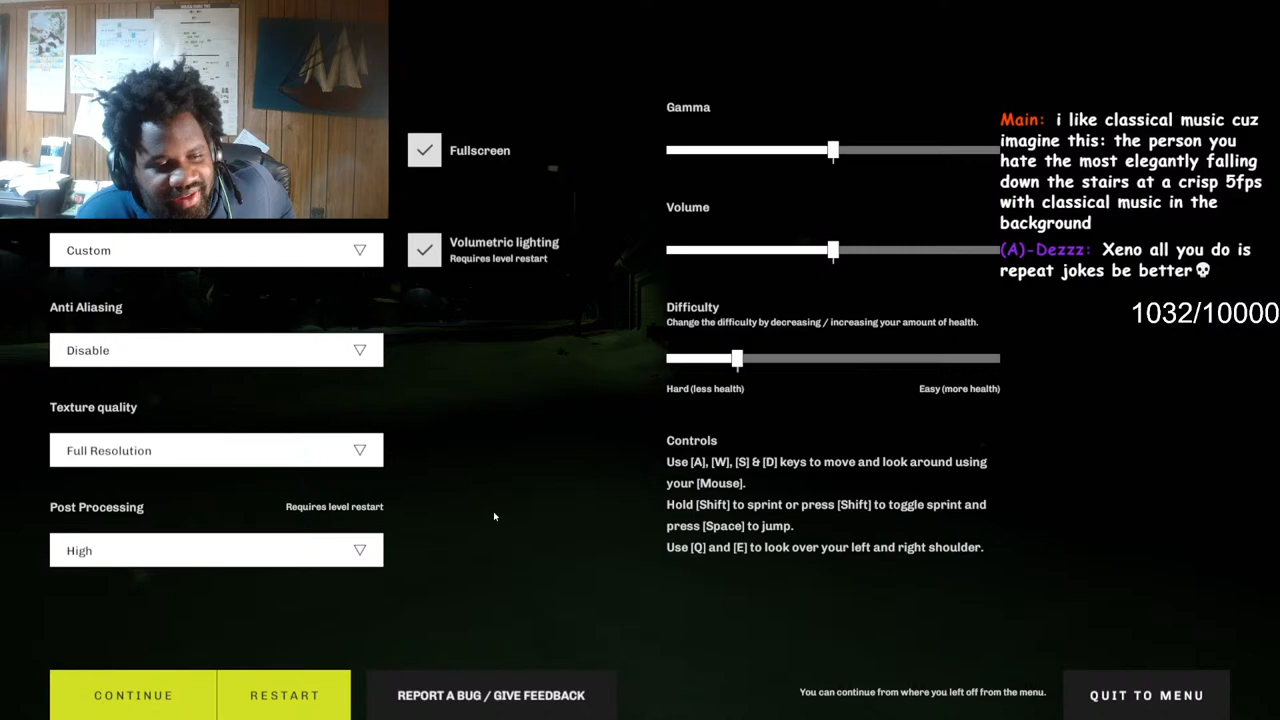 Gamma
Main: i like classical music cuz
imagine this: the person you
hate the most elegantly falling
down the stairs at a crisp 5fps
with classical music in the
background
(A)-Dezzz: Xeno all you do is
repeat jokes be better💀
1032/10000
Fullscreen
Volume
Custom
Volumetric lighting
Requires level restart
Anti Aliasing
Disable
Difficulty
Change the difficulty by decreasing / increasing your amount of health.
Hard (less health)
Easy (more health)
Texture quality
Full Resolution
Controls
Use [A], [W], [S] & [D] keys to move and look around using
your [Mouse].
Hold [Shift] to sprint or press [Shift] to toggle sprint and
press [Space] to jump.
Use [Q] and [E] to look over your left and right shoulder.
Post Processing
Requires level restart
High
CONTINUE
RESTART
REPORT A BUG / GIVE FEEDBACK
You can continue from where you left off from the menu.
QUIT TO MENU